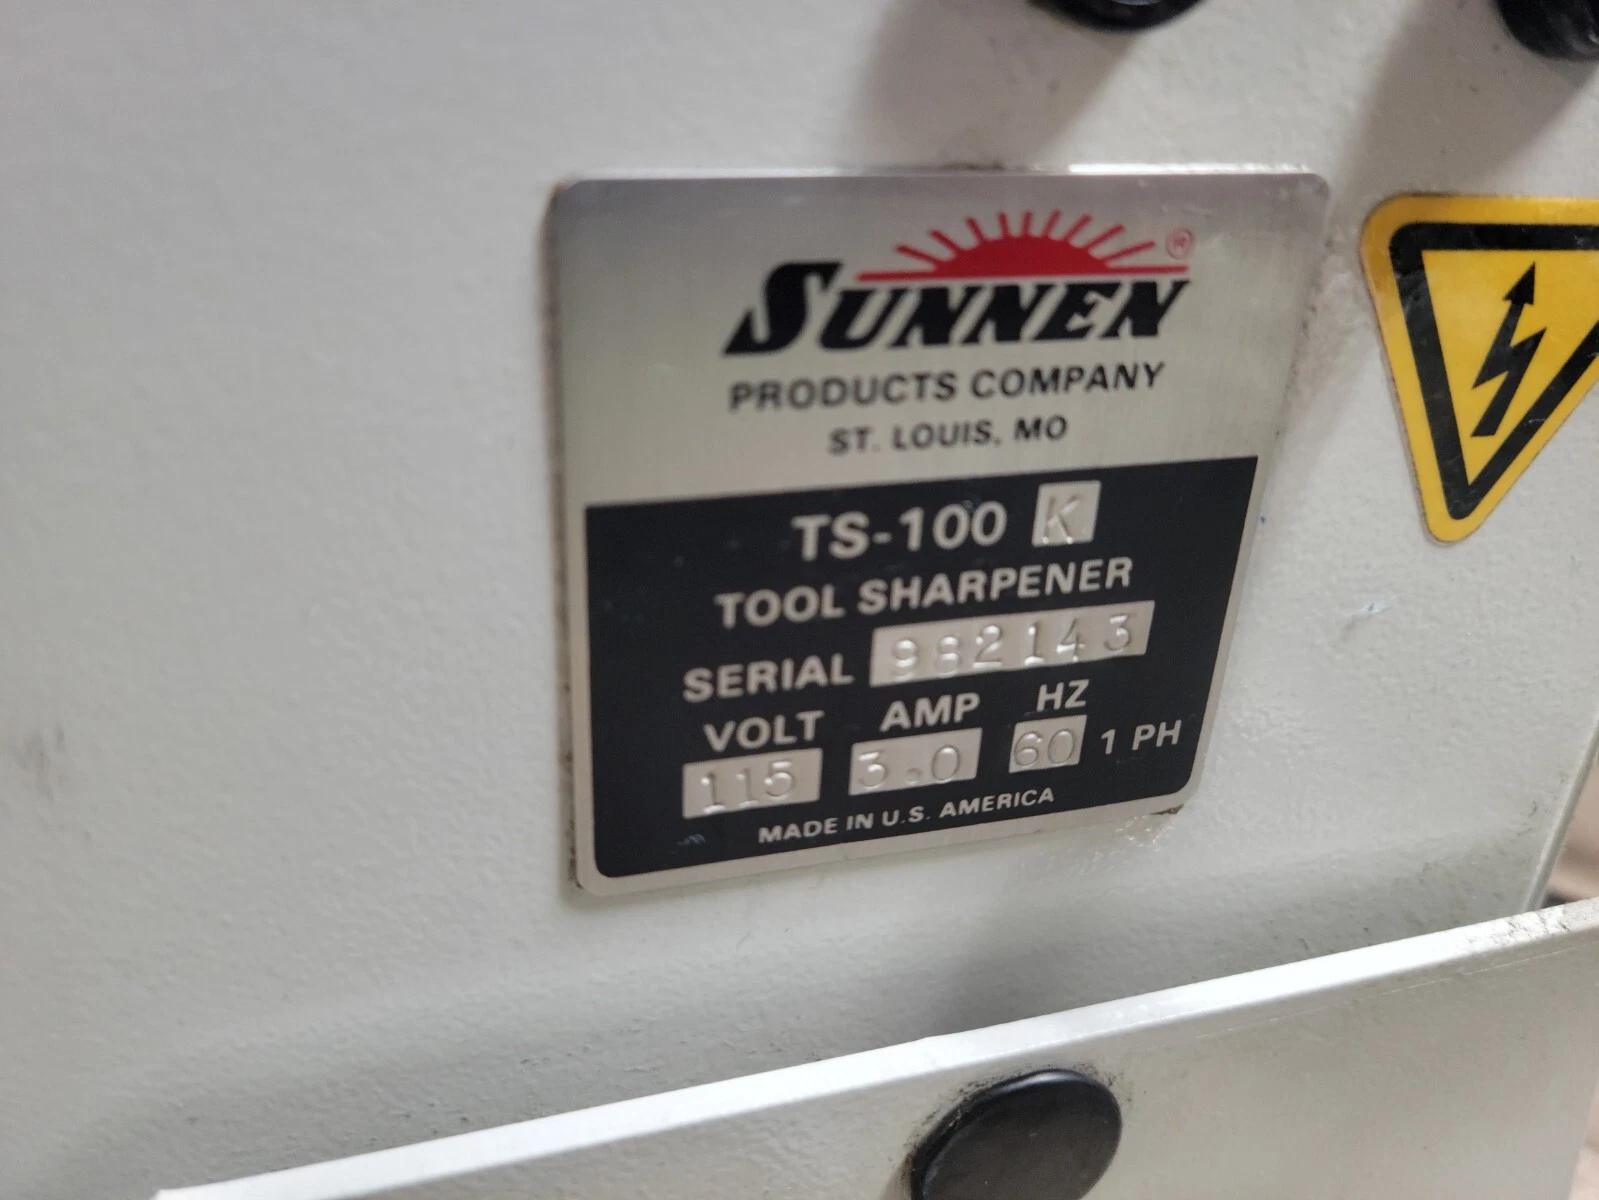 SUNNEN®
PRODUCTS COMPANY
ST. LOUIS, MO
TS-100 K
TOOL SHARPENER
SERIAL 982143
VOLT AMP HZ
115 3.0 60 1 PH
MADE IN U.S. AMERICA